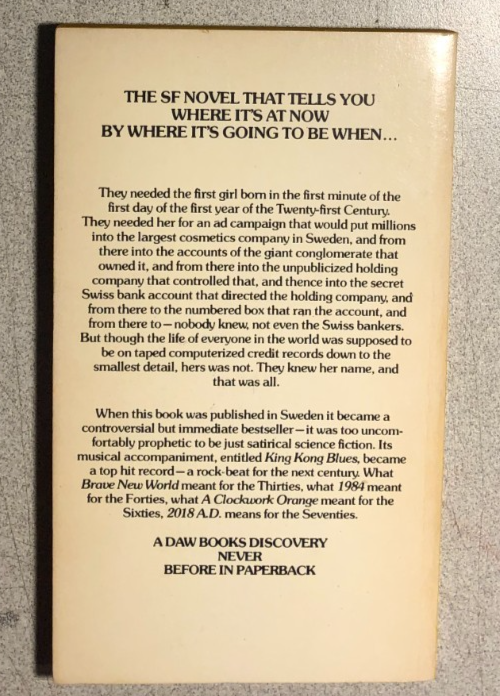 THE SF NOVEL THAT TELLS YOU
WHERE IT'S AT NOW
BY WHERE IT'S GOING TO BE WHEN...
They needed the first girl born in the first minute of the
first day of the first year of the Twenty-first Century.
They needed her for an ad campaign that would put millions
into the largest cosmetics company in Sweden, and from
there into the accounts of the giant conglomerate that
owned it, and from there into the unpublicized holding
company that controlled that, and thence into the secret
Swiss bank account that directed the holding company, and
from there to the numbered box that ran the account, and
from there to—nobody knew, not even the Swiss bankers.
But though the life of everyone in the world was supposed to
be on taped computerized credit records down to the
smallest detail, hers was not. They knew her name, and
that was all.
When this book was published in Sweden it became a
controversial but immediate bestseller—it was too uncom-
fortably prophetic to be just satirical science fiction. Its
musical accompaniment, entitled King Kong Blues, became
a top hit record—a rock-beat for the next century. What
Brave New World meant for the Thirties, what 1984 meant
for the Forties, what A Clockwork Orange meant for the
Sixties, 2018 A.D. means for the Seventies.
A DAW BOOKS DISCOVERY
NEVER
BEFORE IN PAPERBACK